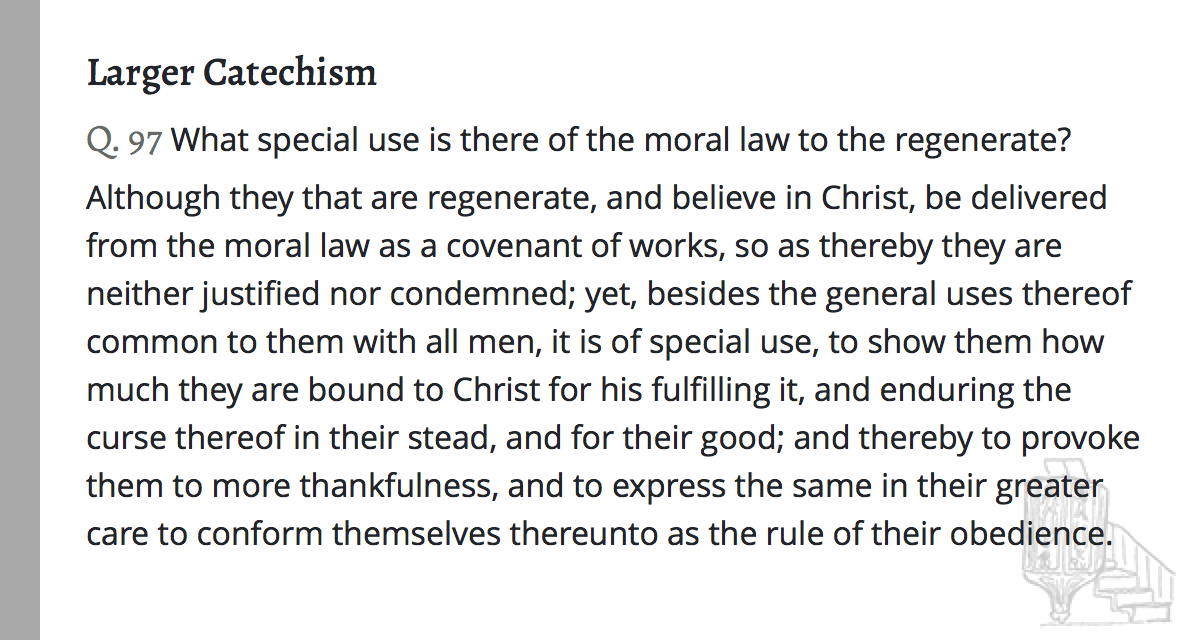 Larger Catechism
Q. 97 What special use is there of the moral law to the regenerate?
Although they that are regenerate, and believe in Christ, be delivered
from the moral law as a covenant of works, so as thereby they are
neither justified nor condemned; yet, besides the general uses thereof
common to them with all men, it is of special use, to show them how
much they are bound to Christ for his fulfilling it, and enduring the
curse thereof in their stead, and for their good; and thereby to provoke
them to more thankfulness, and to express the same in their greater
care to conform themselves thereunto as the rule of their obedience.